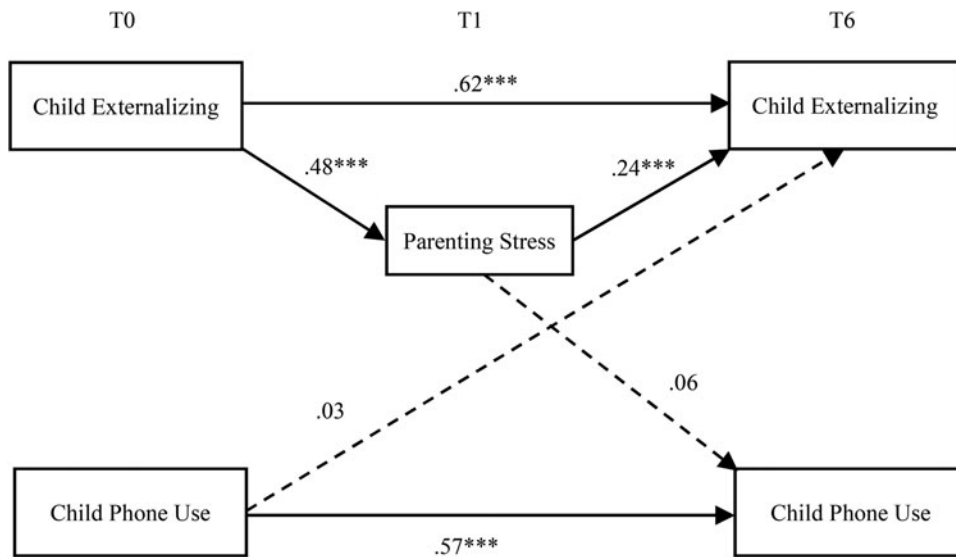 T0 T1 T6
Child Externalizing .62*** Child Externalizing
.48*** .24***
Parenting Stress
.03 .06
Child Phone Use Child Phone Use
.57***